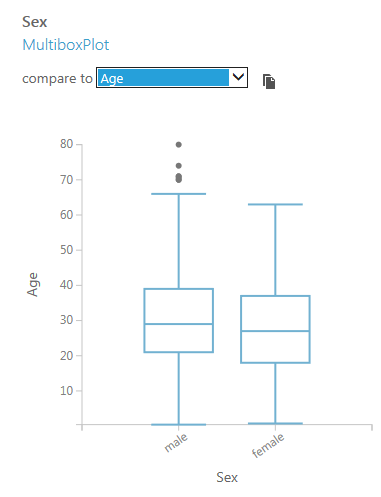 Sex
MultiboxPlot
compare to Age
80
70
60
50
40
30
20
10
Age
male
female
Sex